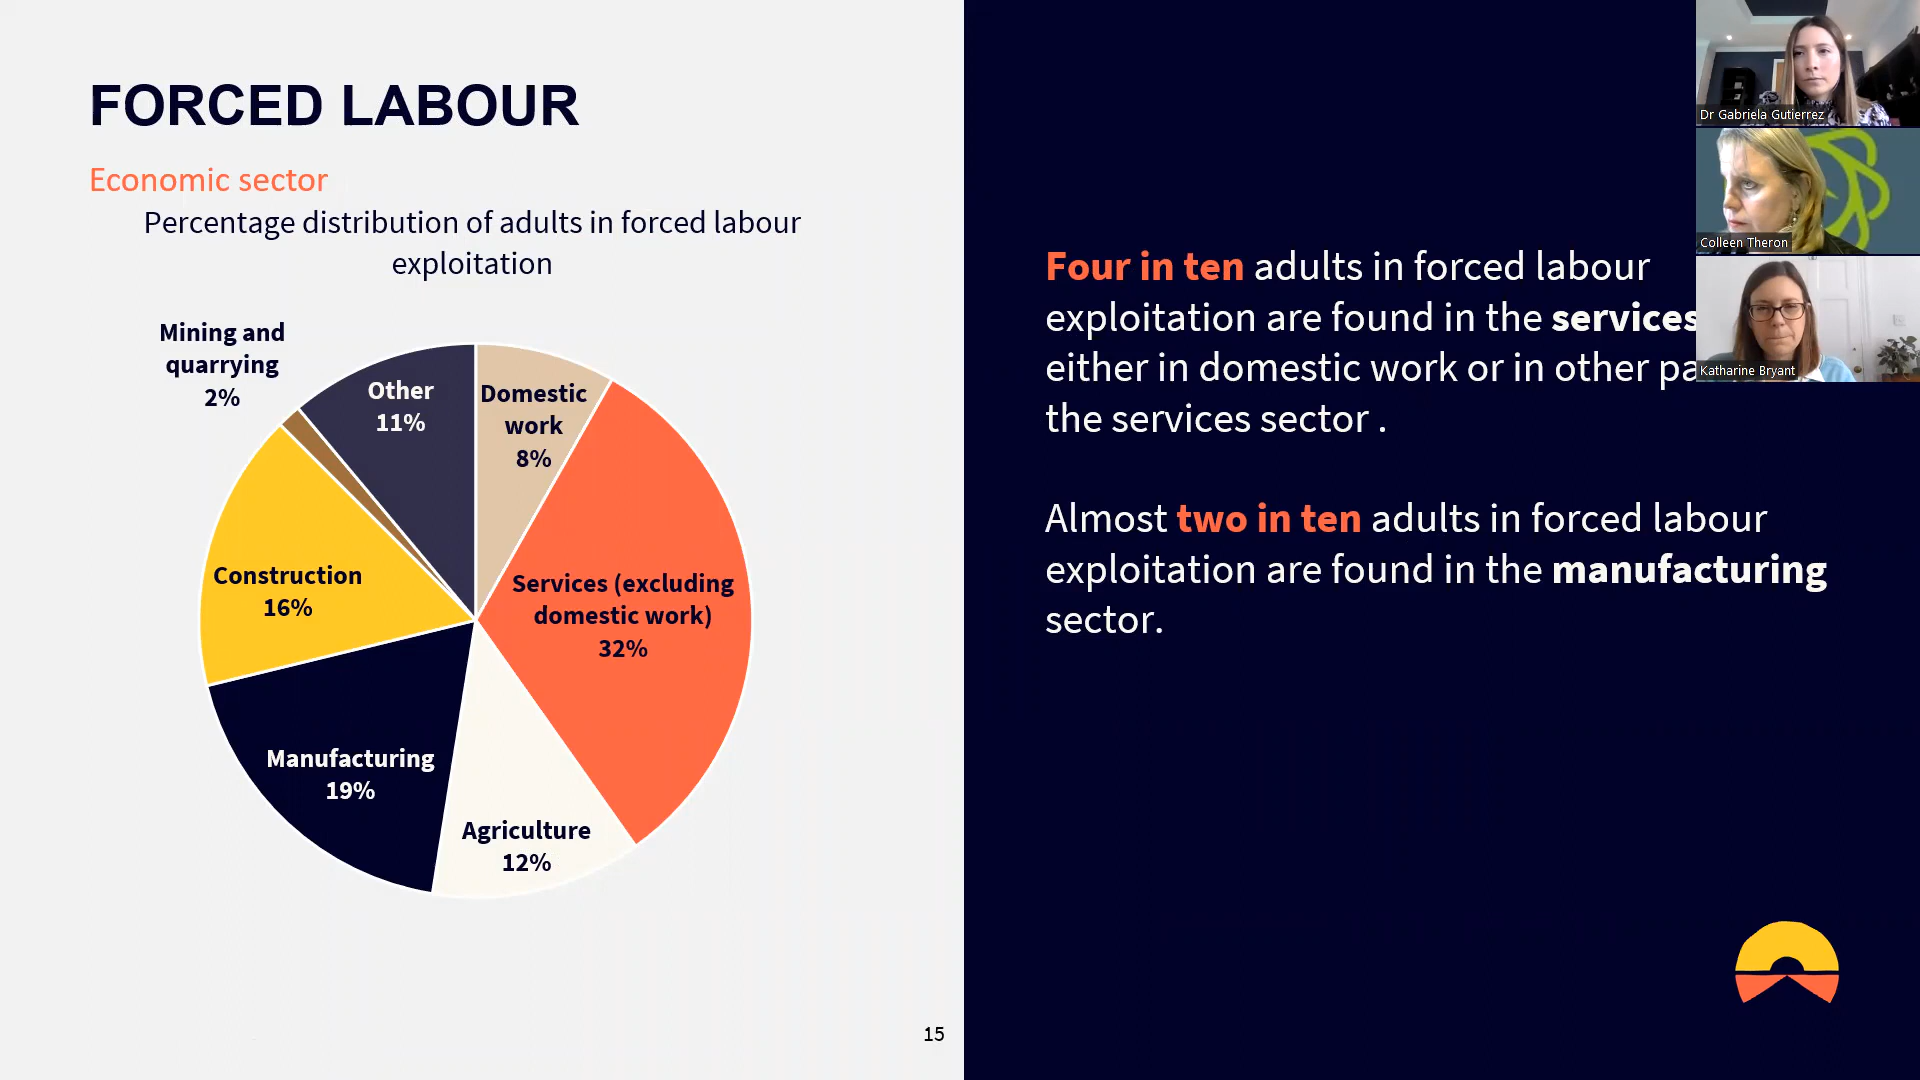 FORCED LABOUR
Economic sector
Percentage distribution of adults in forced labour
exploitation
Mining and
quarrying
2%
Other
11%
Domestic
work
8%
Construction
16%
Services (excluding
domestic work)
32%
Manufacturing
19%
Agriculture
12%
15
Four in ten adults in forced labour
exploitation are found in the services
either in domestic work or in other
the services sector .
Almost two in ten adults in forced labour
exploitation are found in the manufacturing
sector.
Dr Gabriela Gutierrez
Colleen Theron
Katharine Bryant